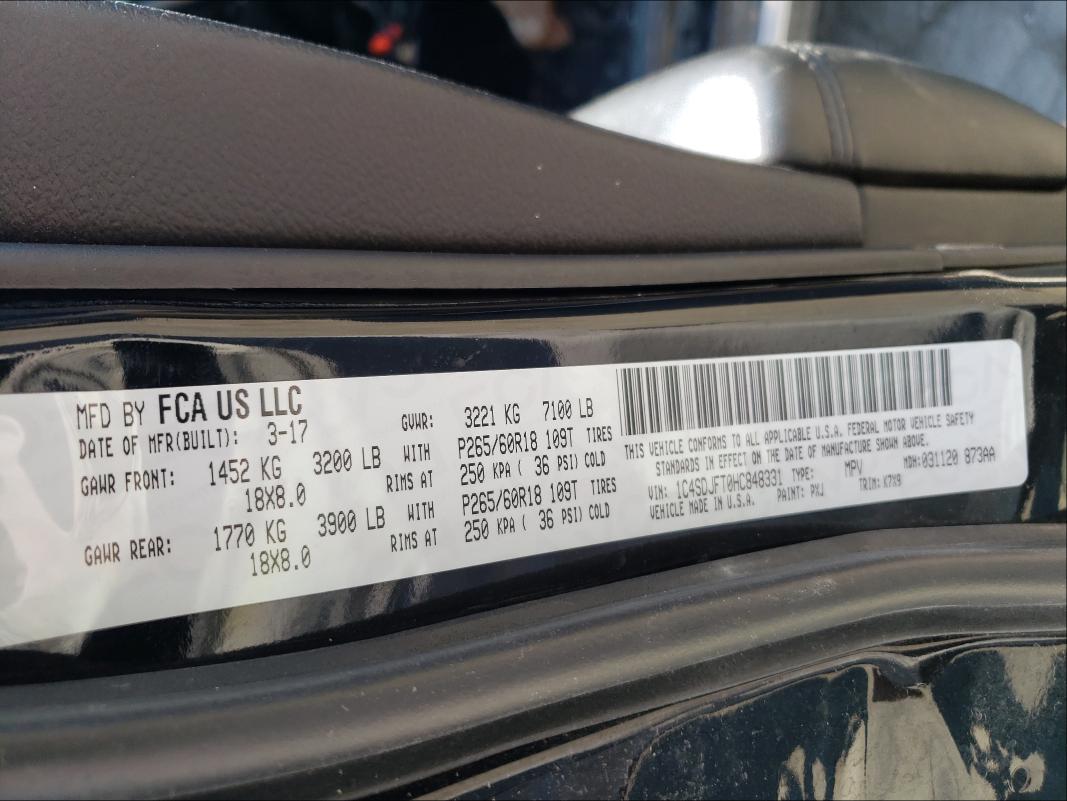 MFD BY FCA US LLC
DATE OF MFR(BUILT): 3-17
GVWR: 3221 KG 7100 LB
GAWR FRONT: 1452 KG 3200 LB WITH P265/60R18 109T TIRES
18X8.0 RIMS AT 250 KPA ( 36 PSI) COLD
GAWR REAR: 1770 KG 3900 LB WITH P265/60R18 109T TIRES
18X8.0 RIMS AT 250 KPA ( 36 PSI) COLD
THIS VEHICLE CONFORMS TO ALL APPLICABLE U.S.A. FEDERAL MOTOR VEHICLE SAFETY
STANDARDS IN EFFECT ON THE DATE OF MANUFACTURE SHOWN ABOVE.
MDH:031120 873AA
VIN: 1C4SDJFT0HC848331 TYPE: MPV
VEHICLE MADE IN U.S.A. PAINT: PXJ TRIM: K7X9